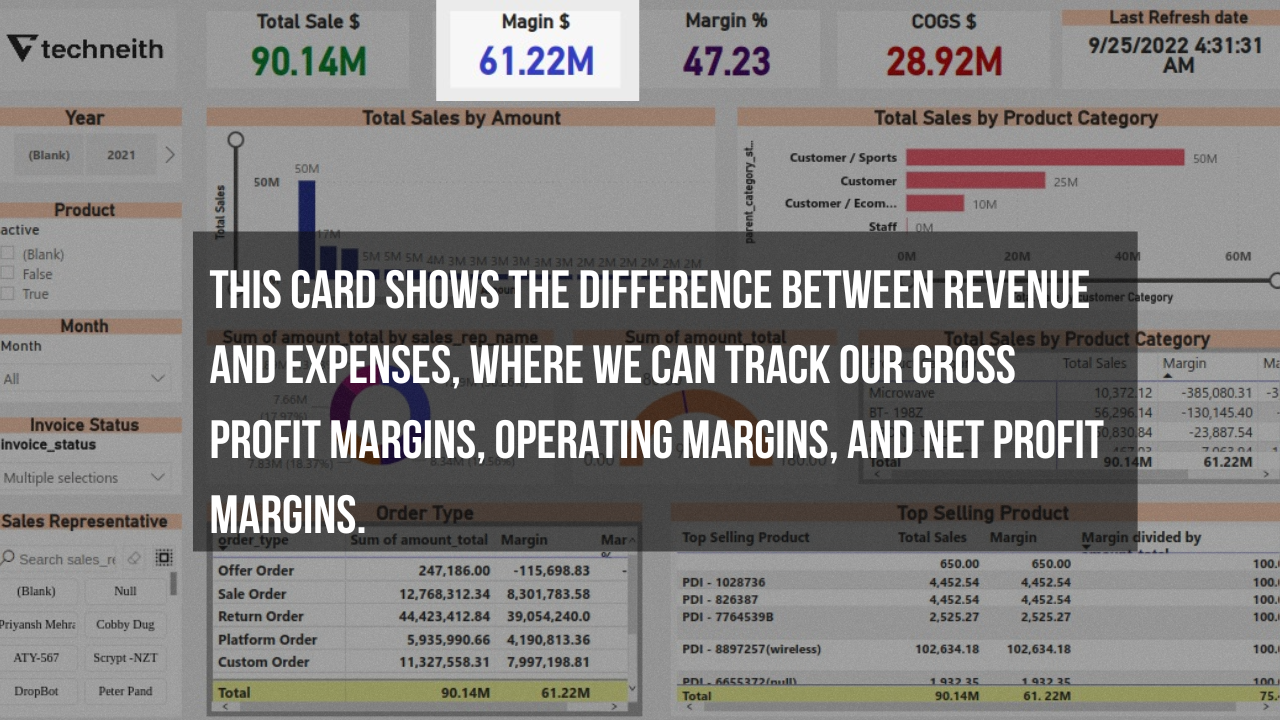 techneith
Total Sale $
90.14M
Magin $
61.22M
Margin %
47.23
COGS $
28.92M
Last Refresh date
9/25/2022 4:31:31
AM
Year
(Blank)
2021
Product
active
(Blank)
False
True
Month
Month
All
Invoice Status
invoice_status
Multiple selections
Sales Representative
Search sales_re
(Blank)
Null
Priyansh Mehra
Cobby Dug
ATY-567
Scrypt -NZT
DropBot
Peter Pand
Total Sales by Amount
Total Sales
50M
50M
17M
5M 5M 5M 4M 3M 3M 3M 3M 3M 2M 2M 2M 2M 2M 2M
Total Sales by Product Category
parent_category_st...
Customer / Sports
50M
Customer
25M
Customer / Ecom...
10M
Staff
0M
0M 20M 40M 60M
customer Category
THIS CARD SHOWS THE DIFFERENCE BETWEEN REVENUE
AND EXPENSES, WHERE WE CAN TRACK OUR GROSS
PROFIT MARGINS, OPERATING MARGINS, AND NET PROFIT
MARGINS.
Sum of amount_total by sales_rep_name
7.66M
(17.97%)
7.83M (18.37%)
Sum of amount_total
0.00
100.00
Total Sales by Product Category
Total Sales Margin
Microwave 10,372.12 -385,080.31
BT- 198Z 56,296.14 -130,145.40
-23,887.54
Total 90.14M 61.22M
Order Type
order_type Sum of amount_total Margin Mar
%
Offer Order 247,186.00 -115,698.83
Sale Order 12,768,312.34 8,301,783.58
Return Order 44,423,412.84 39,054,240.0
Platform Order 5,935,990.66 4,190,813.36
Custom Order 11,327,558.31 7,997,198.81
Total 90.14M 61.22M
Top Selling Product
Top Selling Product Total Sales Margin Margin divided by
amount_total
650.00 650.00 100.
PDI - 1028736 4,452.54 4,452.54 100.
PDI - 826387 4,452.54 4,452.54 100.
PDI - 7764539B 2,525.27 2,525.27 100.
PDI - 8897257(wireless) 102,634.18 102,634.18 100.
PDI - 6655372(null) 1,932.35 1,932.35 100.
Total 90.14M 61. 22M 75.